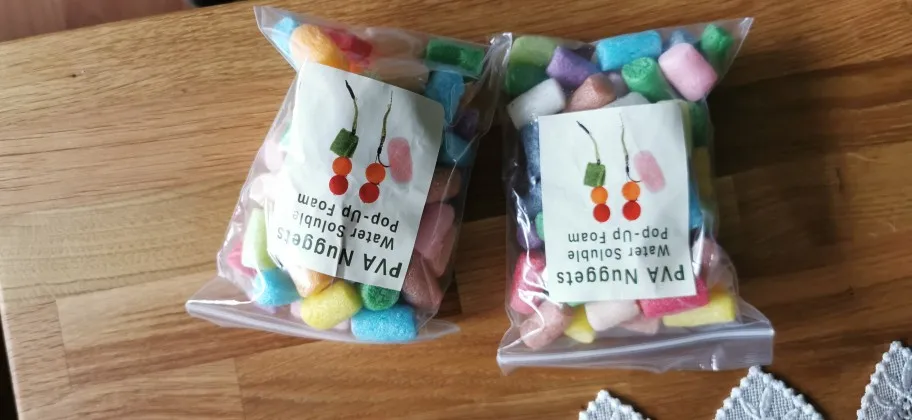 PVA Nuggets
Water Soluble
Pop-Up Foam
PVA Nuggets
Water Soluble
Pop-Up Foam